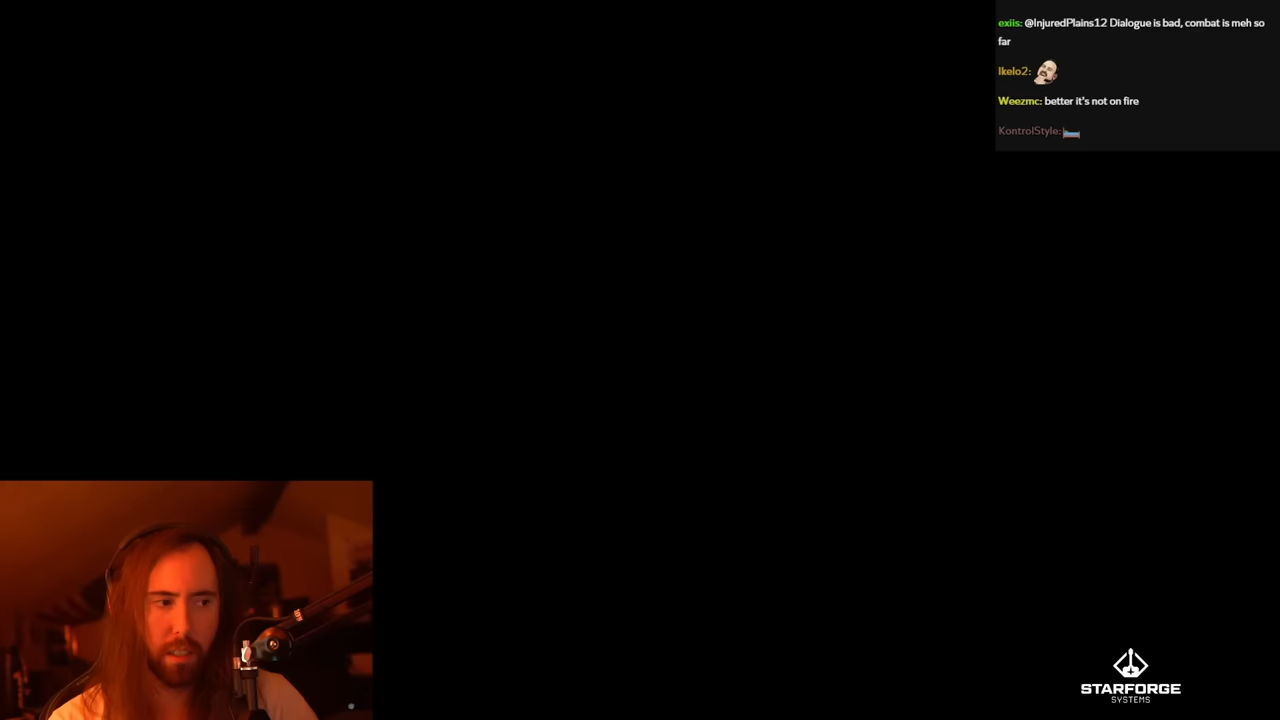 exiis: @InjuredPlains12 Dialogue is bad, combat is meh so
far
Ikelo2:
Weezmc: better it's not on fire
KontrolStyle:
STARFORGE
SYSTEMS